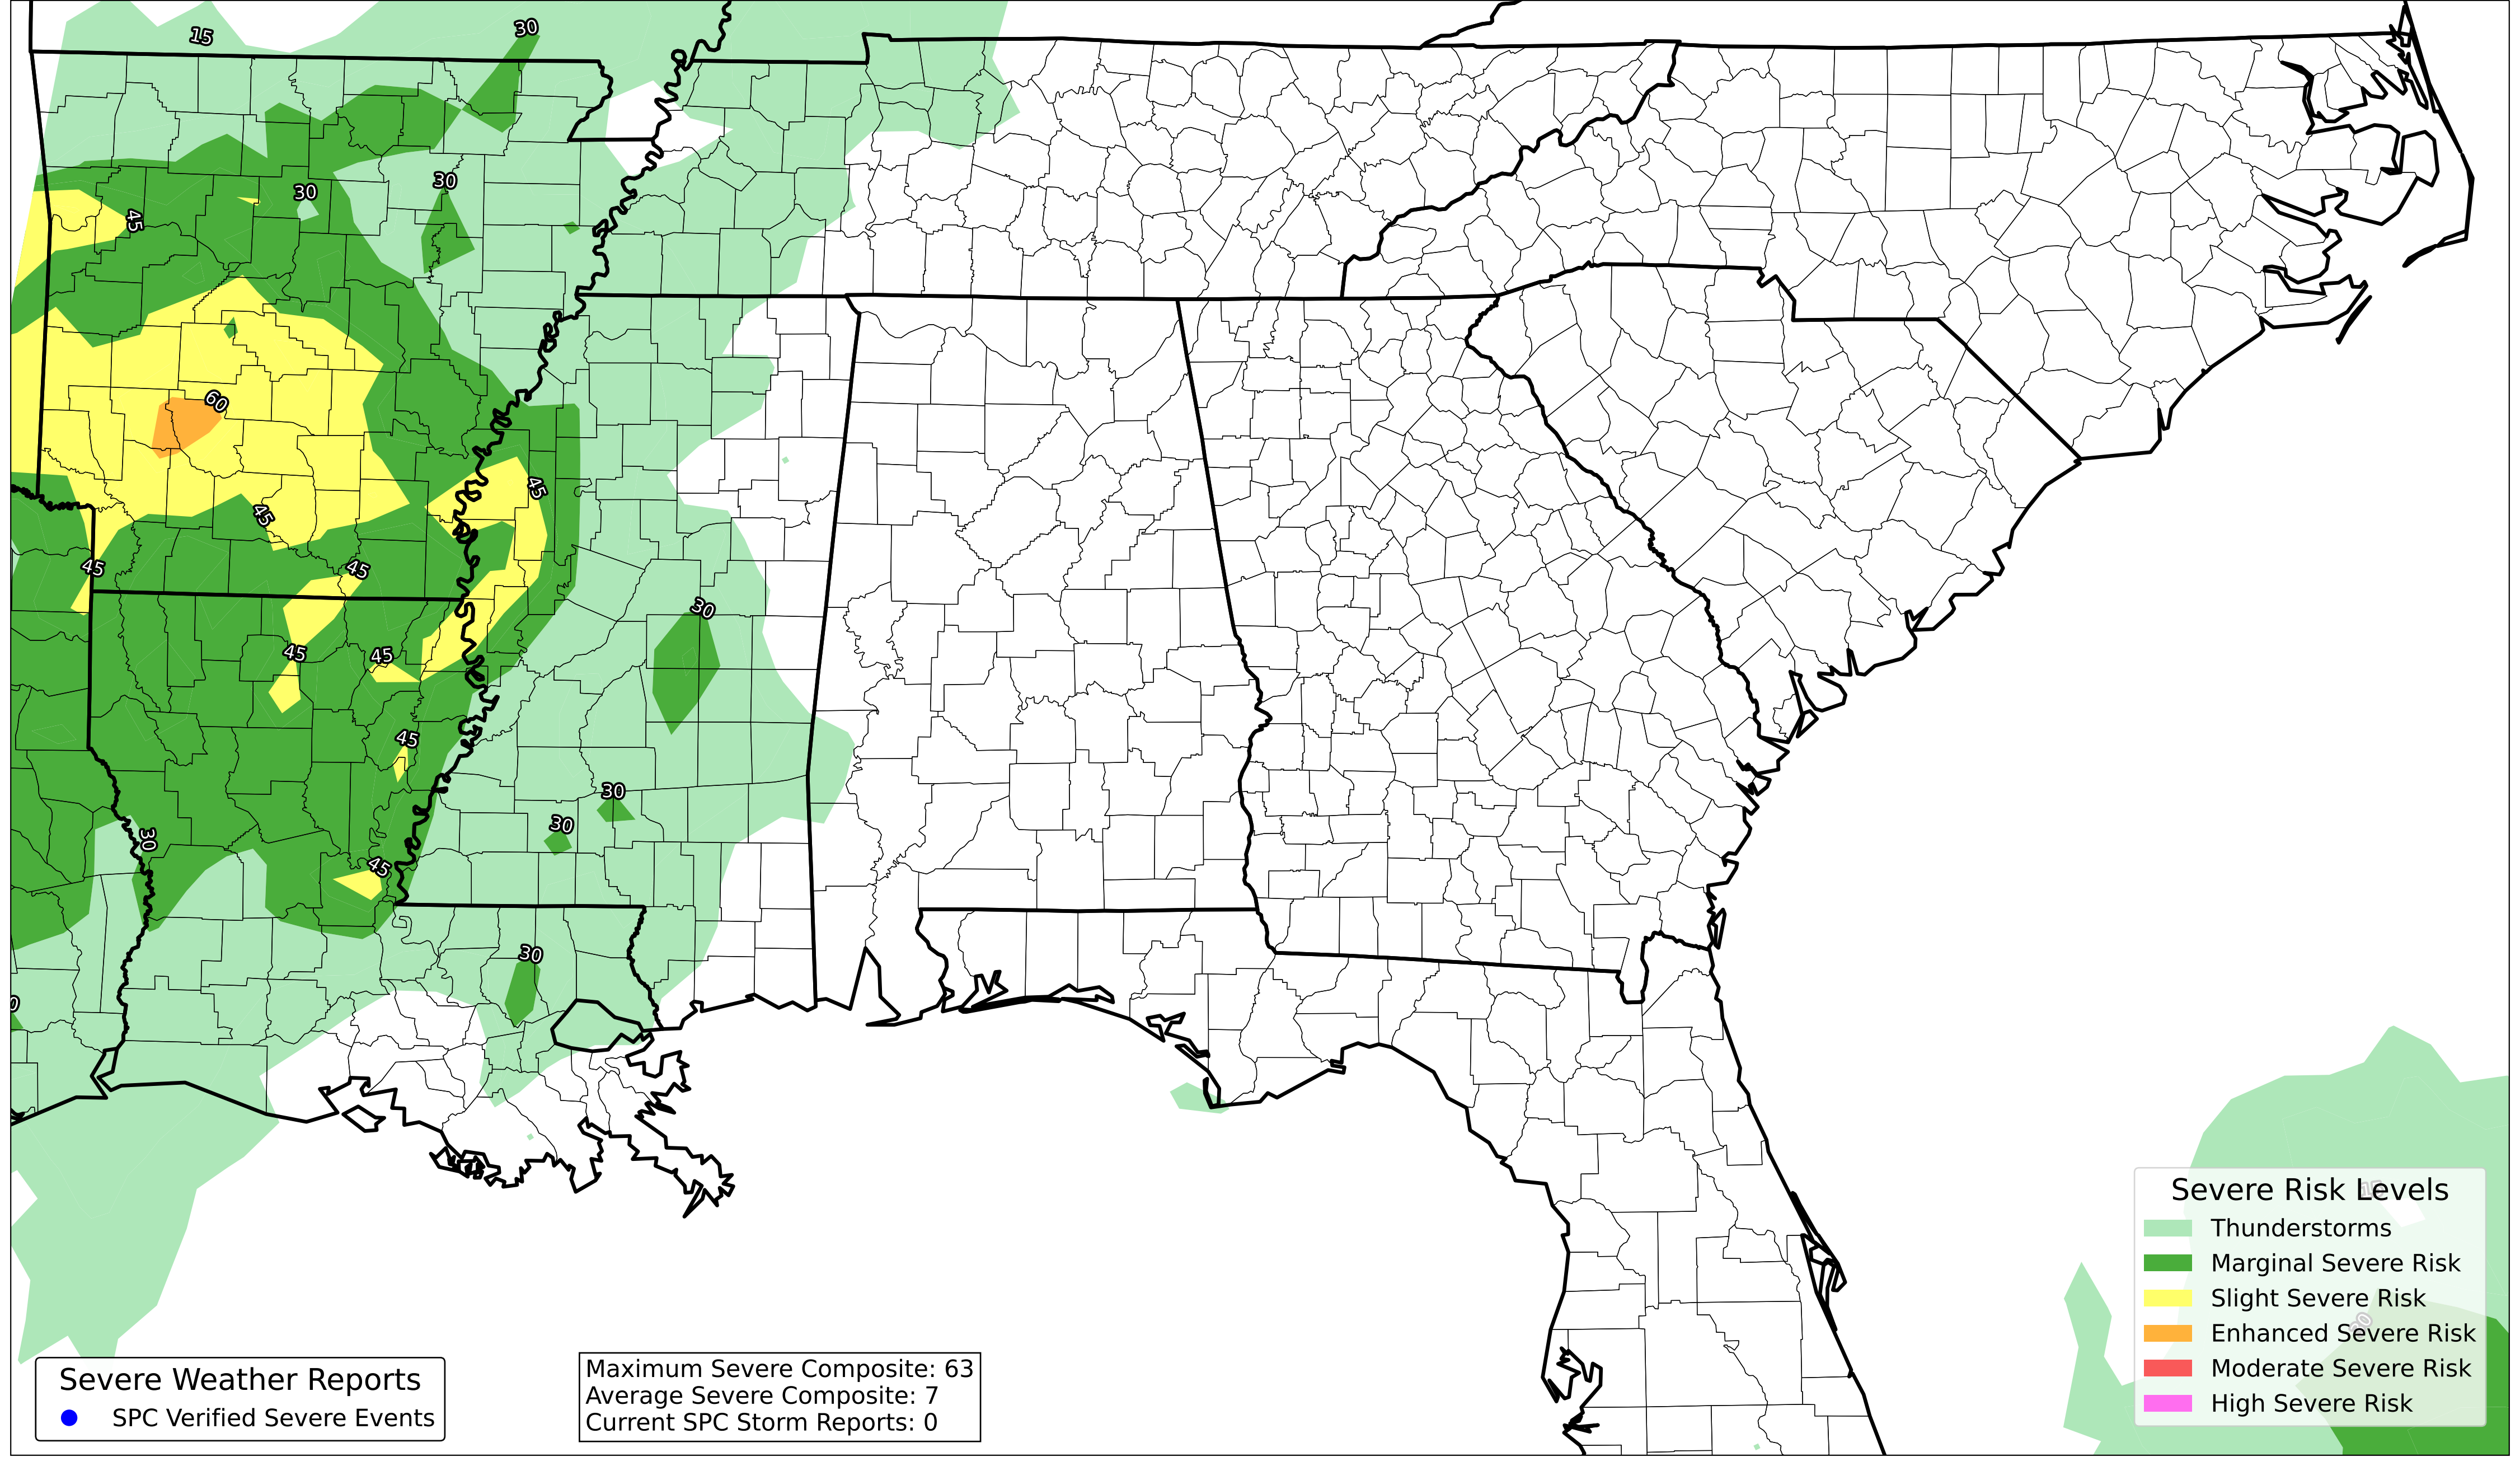 15
30
30
30
45
60
45
45
45
45
30
45
45
45
30
30
30
45
30
0
Severe Risk Levels
Thunderstorms
Marginal Severe Risk
Slight Severe Risk
Enhanced Severe Risk
Moderate Severe Risk
High Severe Risk
Severe Weather Reports
SPC Verified Severe Events
Maximum Severe Composite: 63
Average Severe Composite: 7
Current SPC Storm Reports: 0